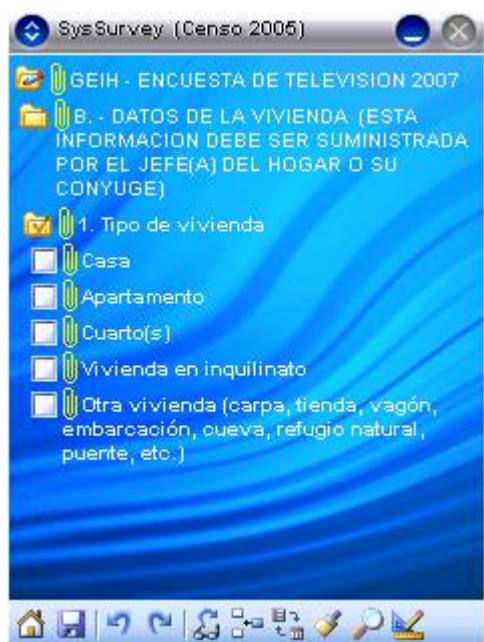 SysSurvey (Censo 2005)
GEIH - ENCUESTA DE TELEVISION 2007
B. - DATOS DE LA VIVIENDA (ESTA
INFORMACION DEBE SER SUMINISTRADA
POR EL JEFE(A) DEL HOGAR O SU
CONYUGE)
1. Tipo de vivienda
Casa
Apartamento
Cuarto(s)
Vivienda en inquilinato
Otra vivienda (carpa, tienda, vagón,
embarcación, cueva, refugio natural,
puente, etc.)